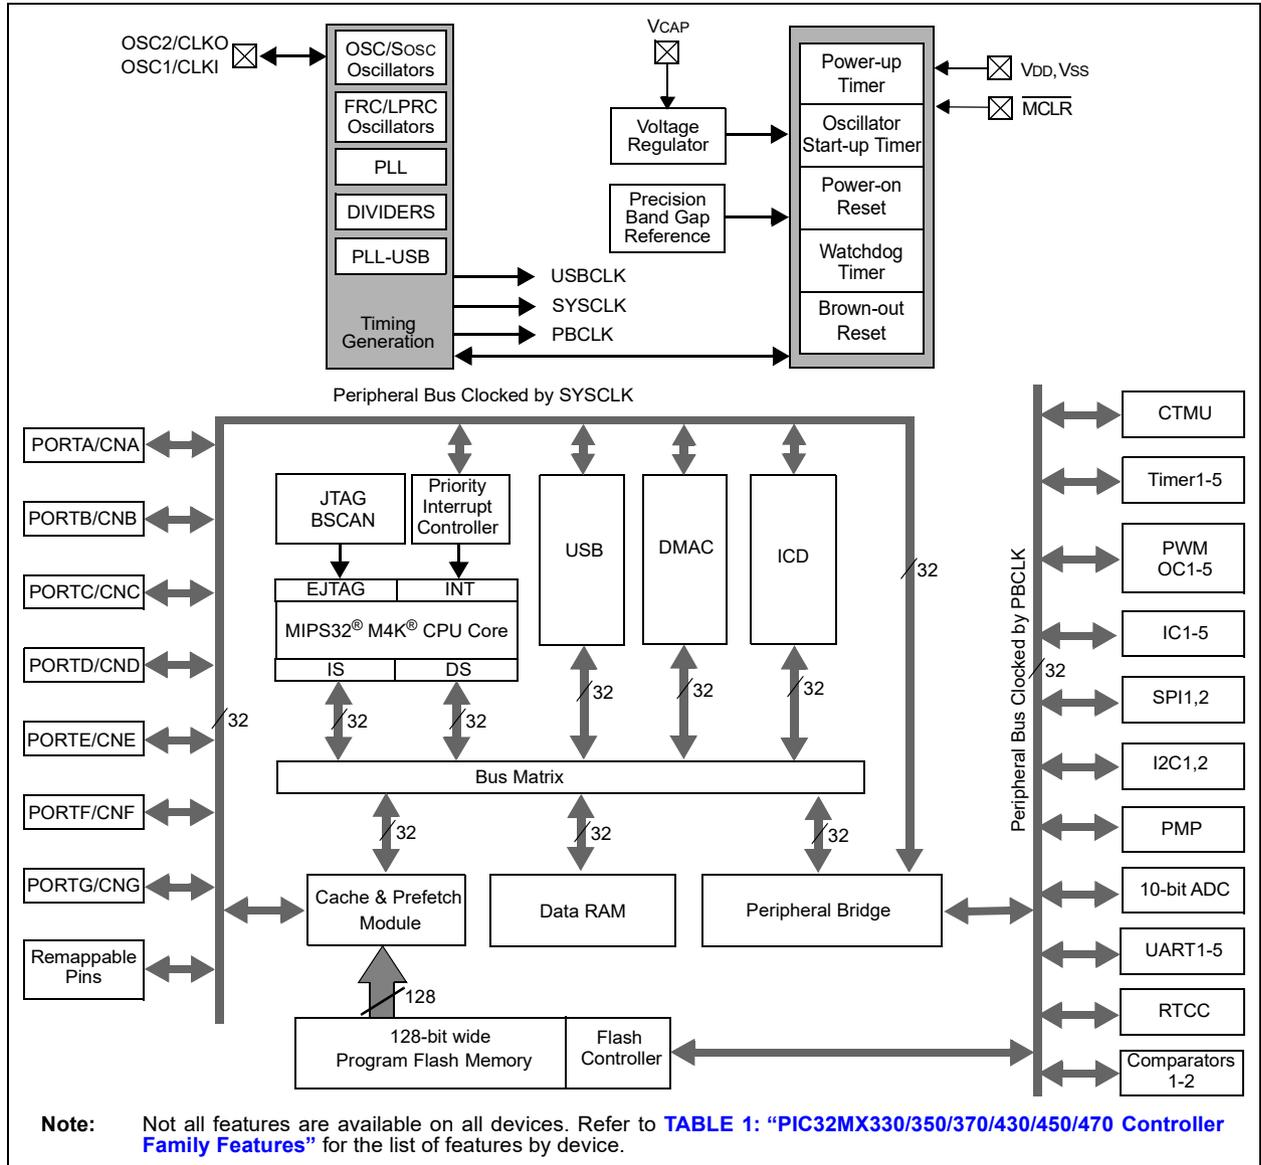 OSC2/CLKO
OSC1/CLKI
OSC/SOSC
Oscillators
FRC/LPRC
Oscillators
PLL
DIVIDERS
PLL-USB
Timing
Generation
USBCLK
SYSCLK
PBCLK
VCAP
Voltage
Regulator
Precision
Band Gap
Reference
Power-up
Timer
Oscillator
Start-up Timer
Power-on
Reset
Watchdog
Timer
Brown-out
Reset
VDD, VSS
MCLR
Peripheral Bus Clocked by SYSCLK
PORTA/CNA
PORTB/CNB
PORTC/CNC
PORTD/CND
PORTE/CNE
PORTF/CNF
PORTG/CNG
Remappable
Pins
32
JTAG
BSCAN
Priority
Interrupt
Controller
EJTAG
INT
MIPS32® M4K® CPU Core
IS
DS
USB
DMAC
ICD
32
32
32
32
32
32
Bus Matrix
32
32
32
Cache & Prefetch
Module
Data RAM
Peripheral Bridge
128
128-bit wide
Program Flash Memory
Flash
Controller
Peripheral Bus Clocked by PBCLK
32
CTMU
Timer1-5
PWM
OC1-5
IC1-5
SPI1,2
I2C1,2
PMP
10-bit ADC
UART1-5
RTCC
Comparators
1-2
Note: Not all features are available on all devices. Refer to TABLE 1: “PIC32MX330/350/370/430/450/470 Controller
Family Features” for the list of features by device.